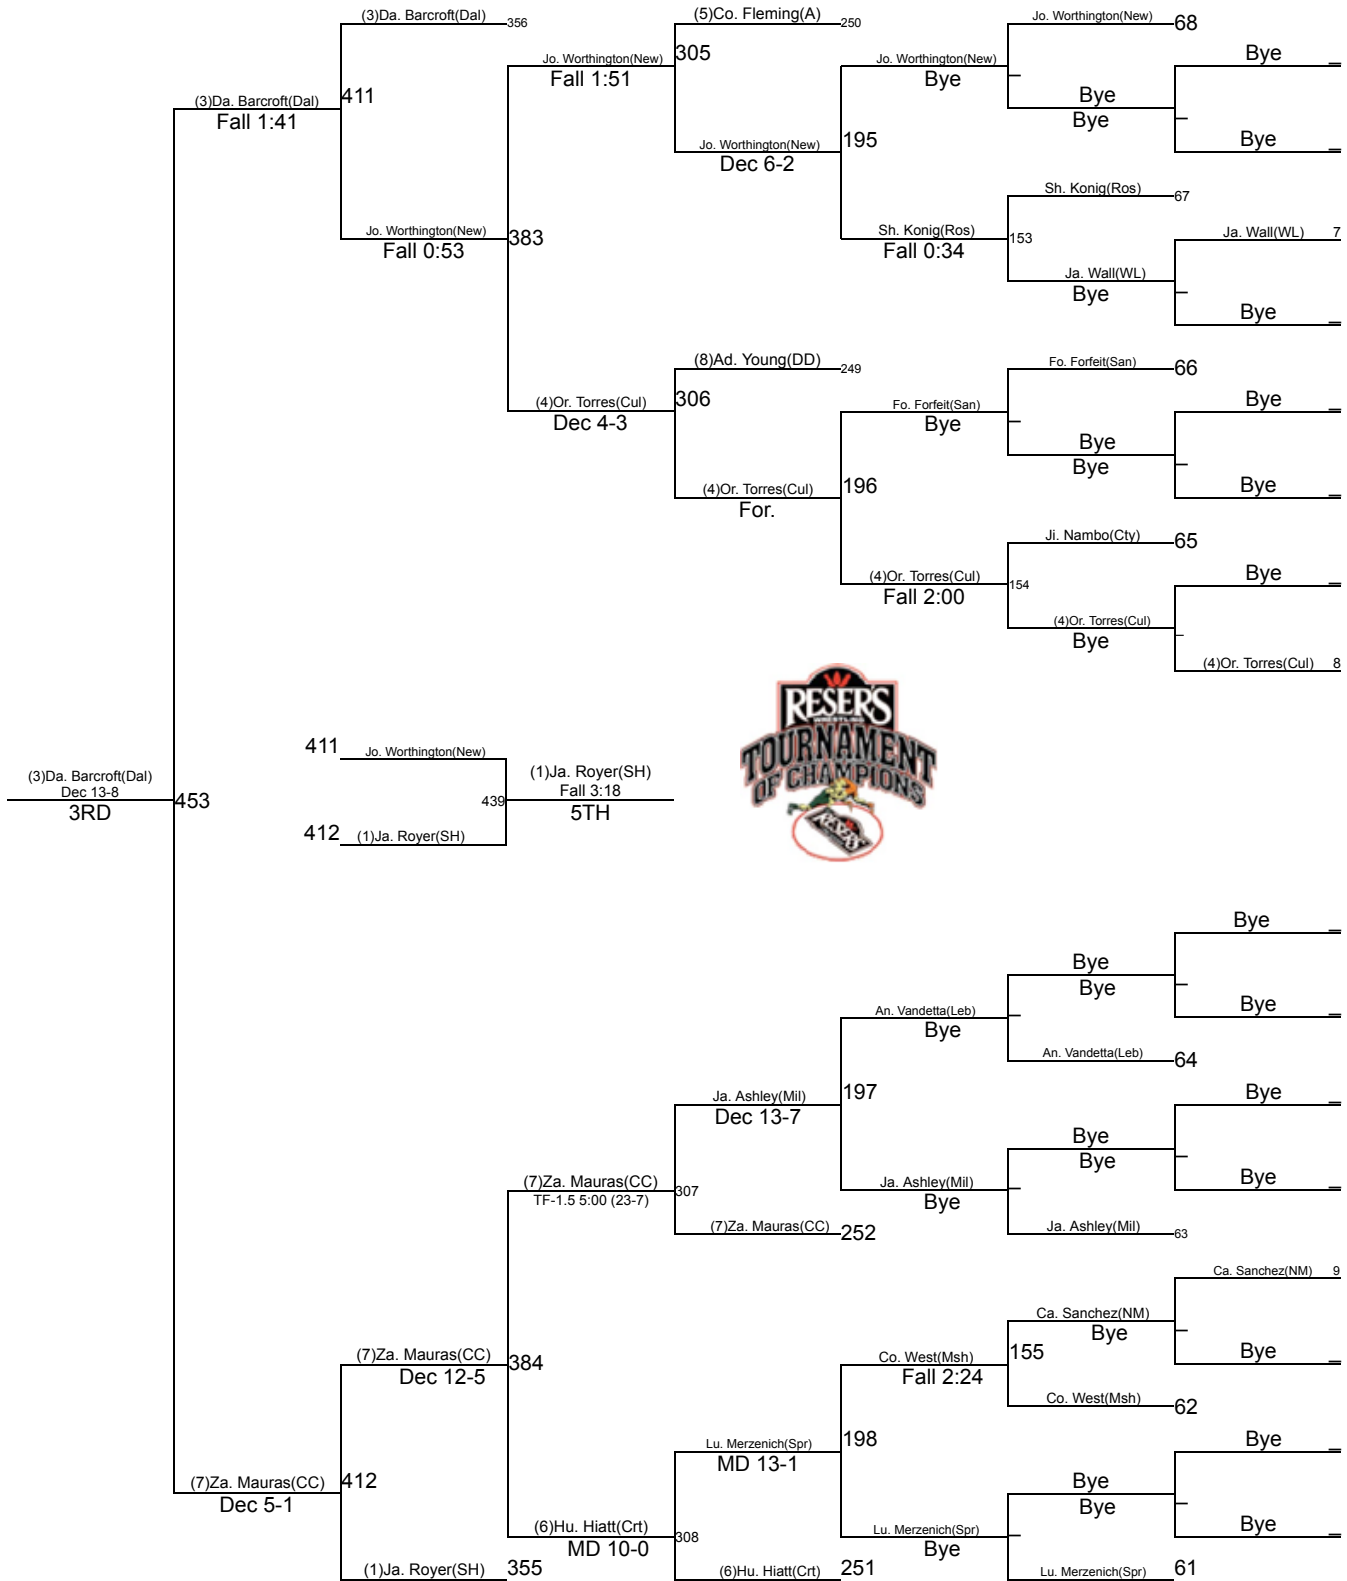 (3)Da. Barcroft(Dal) 356
(5)Co. Fleming(A) 250
Jo. Worthington(New) 68
Jo. Worthington(New)
Fall 1:51
305
Jo. Worthington(New)
Bye
Bye
(3)Da. Barcroft(Dal)
Fall 1:41
411
Bye
Bye
Jo. Worthington(New)
Dec 6-2
195
Bye
Sh. Konig(Ros) 67
Jo. Worthington(New)
Fall 0:53
383
Sh. Konig(Ros)
Fall 0:34
153
Ja. Wall(WL) 7
Ja. Wall(WL)
Bye
Bye
(8)Ad. Young(DD) 249
Fo. Forfeit(San) 66
(4)Or. Torres(Cul)
Dec 4-3
306
Fo. Forfeit(San)
Bye
Bye
Bye
Bye
(4)Or. Torres(Cul)
For.
196
Bye
Ji. Nambo(Cty) 65
(4)Or. Torres(Cul)
Fall 2:00
154
Bye
(4)Or. Torres(Cul)
Bye
(4)Or. Torres(Cul) 8
RESER'S
WRESTLING
TOURNAMENT
OF CHAMPIONS
RESER'S
411 Jo. Worthington(New)
(3)Da. Barcroft(Dal)
Dec 13-8
3RD
453
439
(1)Ja. Royer(SH)
Fall 3:18
5TH
412 (1)Ja. Royer(SH)
Bye
Bye
Bye
Bye
An. Vandetta(Leb)
Bye
An. Vandetta(Leb) 64
Ja. Ashley(Mil)
Dec 13-7
197
Bye
Bye
Bye
Bye
(7)Za. Mauras(CC)
TF-1.5 5:00 (23-7)
307
Ja. Ashley(Mil)
Bye
(7)Za. Mauras(CC) 252
Ja. Ashley(Mil) 63
Ca. Sanchez(NM) 9
Ca. Sanchez(NM)
Bye
Bye
(7)Za. Mauras(CC)
Dec 12-5
384
Co. West(Msh)
Fall 2:24
155
Co. West(Msh) 62
Lu. Merzenich(Spr)
MD 13-1
198
Bye
(7)Za. Mauras(CC)
Dec 5-1
412
Bye
Bye
Bye
(6)Hu. Hiatt(Crt)
MD 10-0
308
Lu. Merzenich(Spr)
Bye
(1)Ja. Royer(SH) 355
(6)Hu. Hiatt(Crt) 251
Lu. Merzenich(Spr) 61